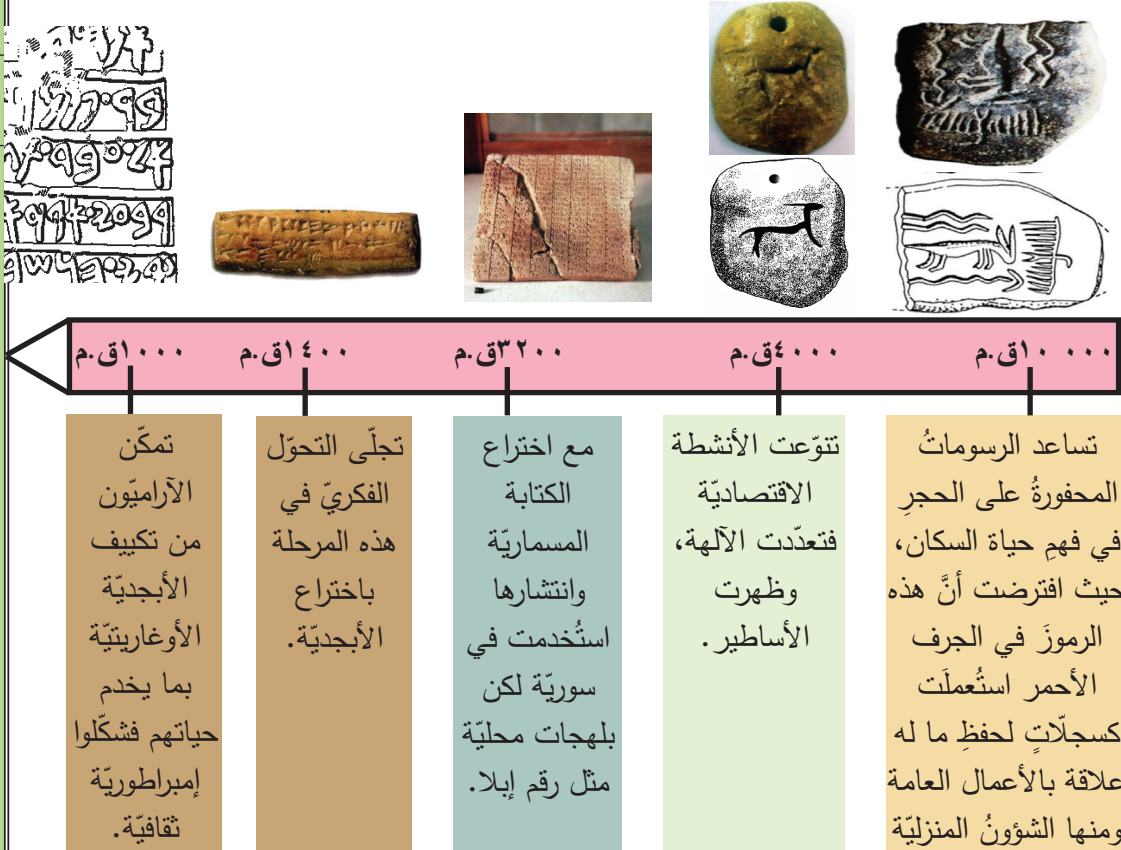 ١٠٠٠٠ق.م
٤٠٠٠ق.م
٣٢٠٠ق.م
١٤٠٠ق.م
١٠٠٠ق.م
تساعد الرسوماتُ
المحفورةُ على الحجرِ
في فهمِ حياة السكان،
حيث افترضت أنَّ هذه
الرموزَ في الجرف
الأحمر استُعملَت
كسجلّاتٍ لحفظِ ما له
علاقة بالأعمال العامة
ومنها الشؤونُ المنزليّة
تنوّعت الأنشطة
الاقتصاديّة
فتعدّدت الآلهة،
وظهرت
الأساطير.
مع اختراع
الكتابة
المسماريّة
وانتشارها
استُخدمت في
سوريّة لكن
بلهجات محليّة
مثل رقم إبلا.
تجلّى التحوّل
الفكريّ في
هذه المرحلة
باختراع
الأبجديّة.
تمكّن
الآراميّون
من تكييف
الأبجديّة
الأوغاريتيّة
بما يخدم
حياتهم فشكّلوا
إمبراطوريّة
ثقافيّة.